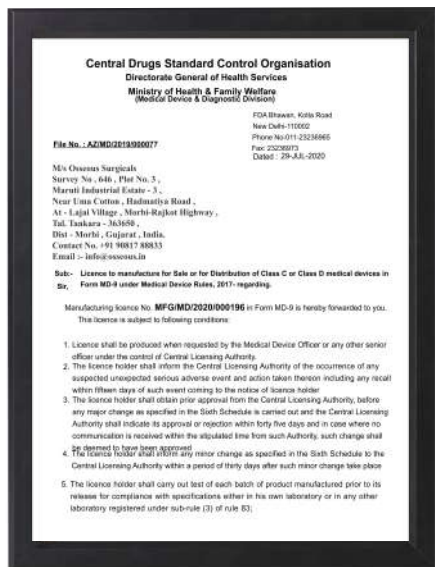 Central Drugs Standard Control Organisation
Directorate General of Health Services
Ministry of Health & Family Welfare
(Medical Device & Diagnostic Division)
FDA Bhawan, Kotla Road
New Delhi-110002
Phone No-011-23236965
Fax: 23236973
Dated : 29-JUL-2020
File No. : AZ/MD/2019/000077
M/s Osseous Surgicals
Survey No , 646 , Plot No. 5 ,
Maruti Industrial Estate - 3 ,
Near Uma Cotton , Hadmatiya Road ,
At - Lajai Village , Morbi-Rajkot Highway ,
Tal. Tankara - 363650 ,
Dist - Morbi , Gujarat , India.
Contact No. +91 90817 88833
Email :- info@osseous.in
Sub:- Licence to manufacture for Sale or for Distribution of Class C or Class D medical devices in
Form MD-9 under Medical Device Rules, 2017- regarding.
Sir,
Manufacturing licence No. MFG/MD/2020/000196 in Form MD-9 is hereby forwarded to you.
This licence is subject to following conditions:
1. Licence shall be produced when requested by the Medical Device Officer or any other senior
officer under the control of Central Licensing Authority.
2. The licence holder shall inform the Central Licensing Authority of the occurrence of any
suspected unexpected serious adverse event and action taken thereon including any recall
within fifteen days of such event coming to the notice of licence holder
3. The licence holder shall obtain prior approval from the Central Licensing Authority, before
any major change as specified in the Sixth Schedule is carried out and the Central Licensing
Authority shall indicate its approval or rejection within forty five days and in case where no
communication is received within the stipulated time from such Authority, such change shall
be deemed to have been approved
4. The licence holder shall inform any minor change as specified in the Sixth Schedule to the
Central Licensing Authority within a period of thirty days after such minor change take place
5. The licence holder shall carry out test of each batch of product manufactured prior to its
release for compliance with specifications either in his own laboratory or in any other
laboratory registered under sub-rule (3) of rule 83;